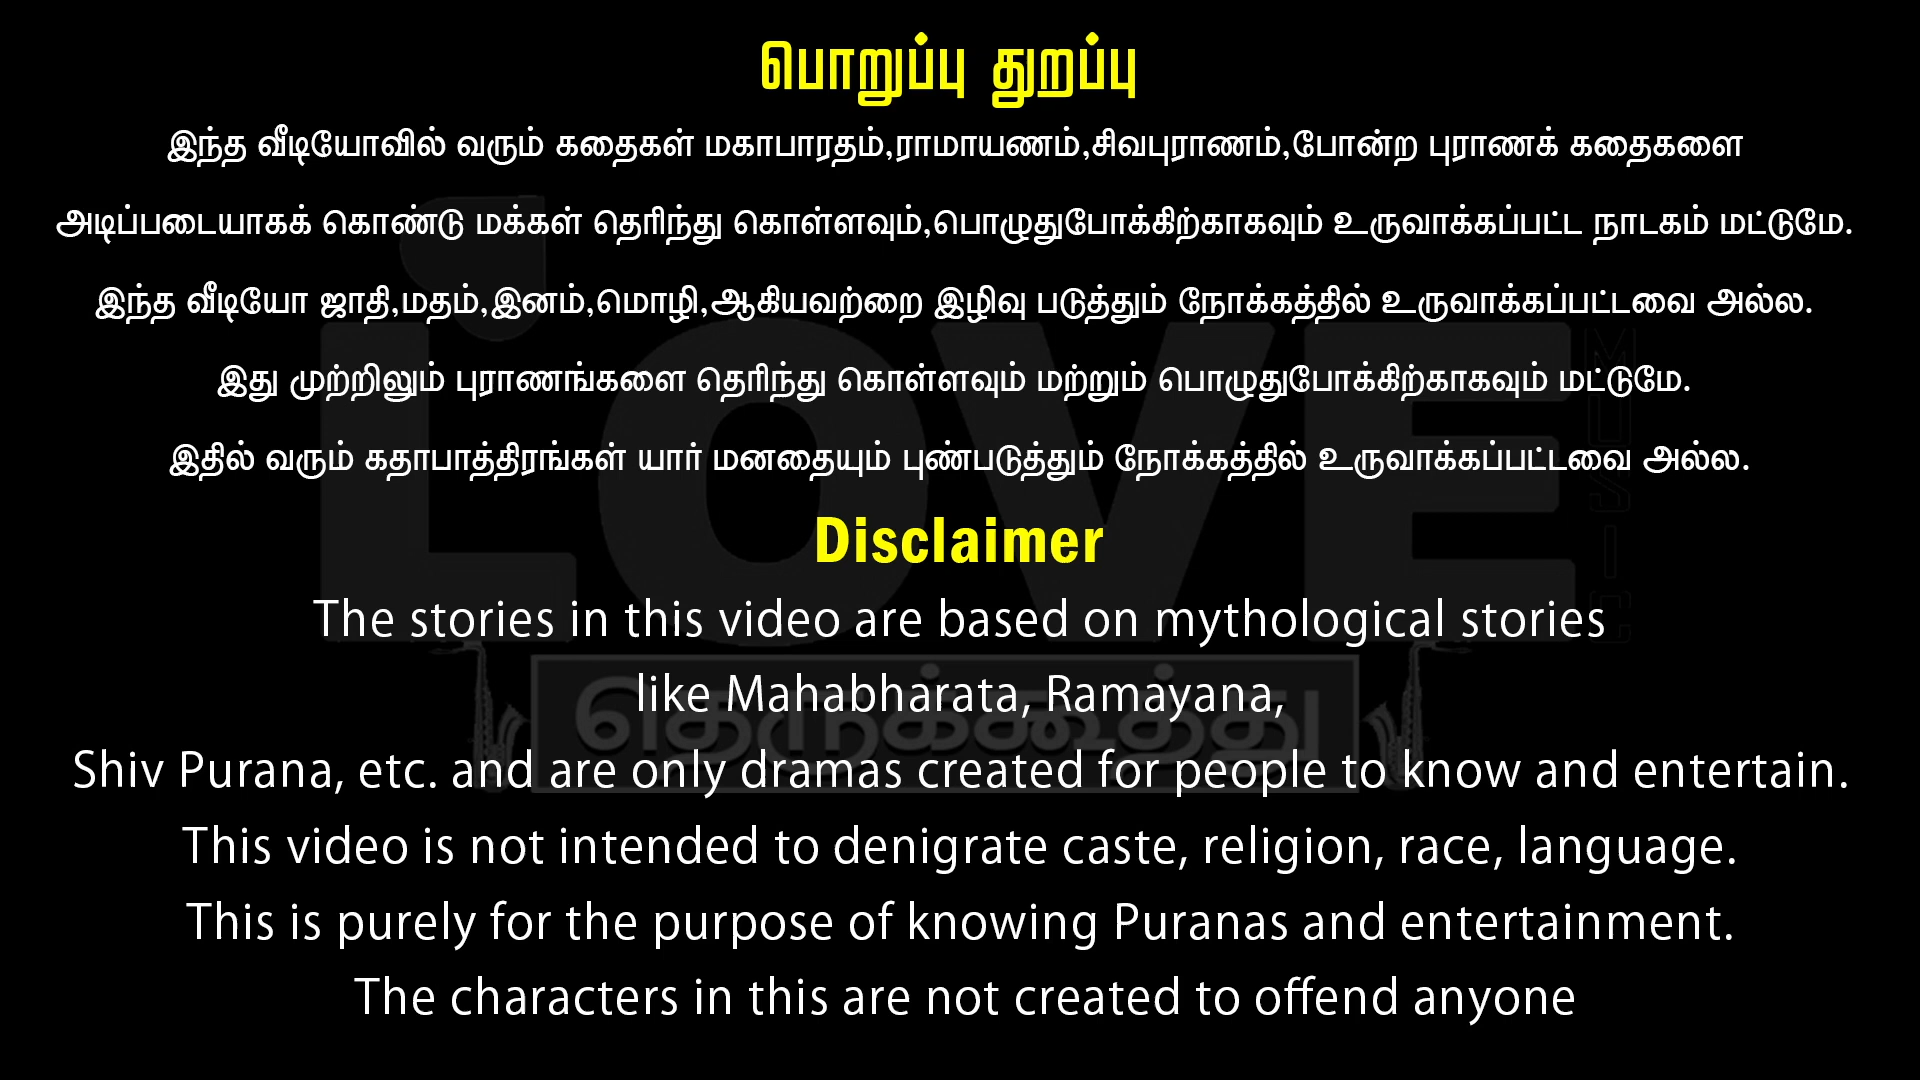 பொறுப்பு துறப்பு
இந்த வீடியோவில் வரும் கதைகள் மகாபாரதம்,ராமாயணம்,சிவபுராணம்,போன்ற புராணக் கதைகளை
அடிப்படையாகக் கொண்டு மக்கள் தெரிந்து கொள்ளவும்,பொழுதுபோக்கிற்காகவும் உருவாக்கப்பட்ட நாடகம் மட்டுமே.
இந்த வீடியோ ஜாதி,மதம்,இனம்,மொழி,ஆகியவற்றை இழிவு படுத்தும் நோக்கத்தில் உருவாக்கப்பட்டவை அல்ல.
இது முற்றிலும் புராணங்களை தெரிந்து கொள்ளவும் மற்றும் பொழுதுபோக்கிற்காகவும் மட்டுமே.
இதில் வரும் கதாபாத்திரங்கள் யார் மனதையும் புண்படுத்தும் நோக்கத்தில் உருவாக்கப்பட்டவை அல்ல.
Disclaimer
The stories in this video are based on mythological stories
like Mahabharata, Ramayana,
Shiv Purana, etc. and are only dramas created for people to know and entertain.
This video is not intended to denigrate caste, religion, race, language.
This is purely for the purpose of knowing Puranas and entertainment.
The characters in this are not created to offend anyone
LOVE
MUSIC
தெருக்கூத்து